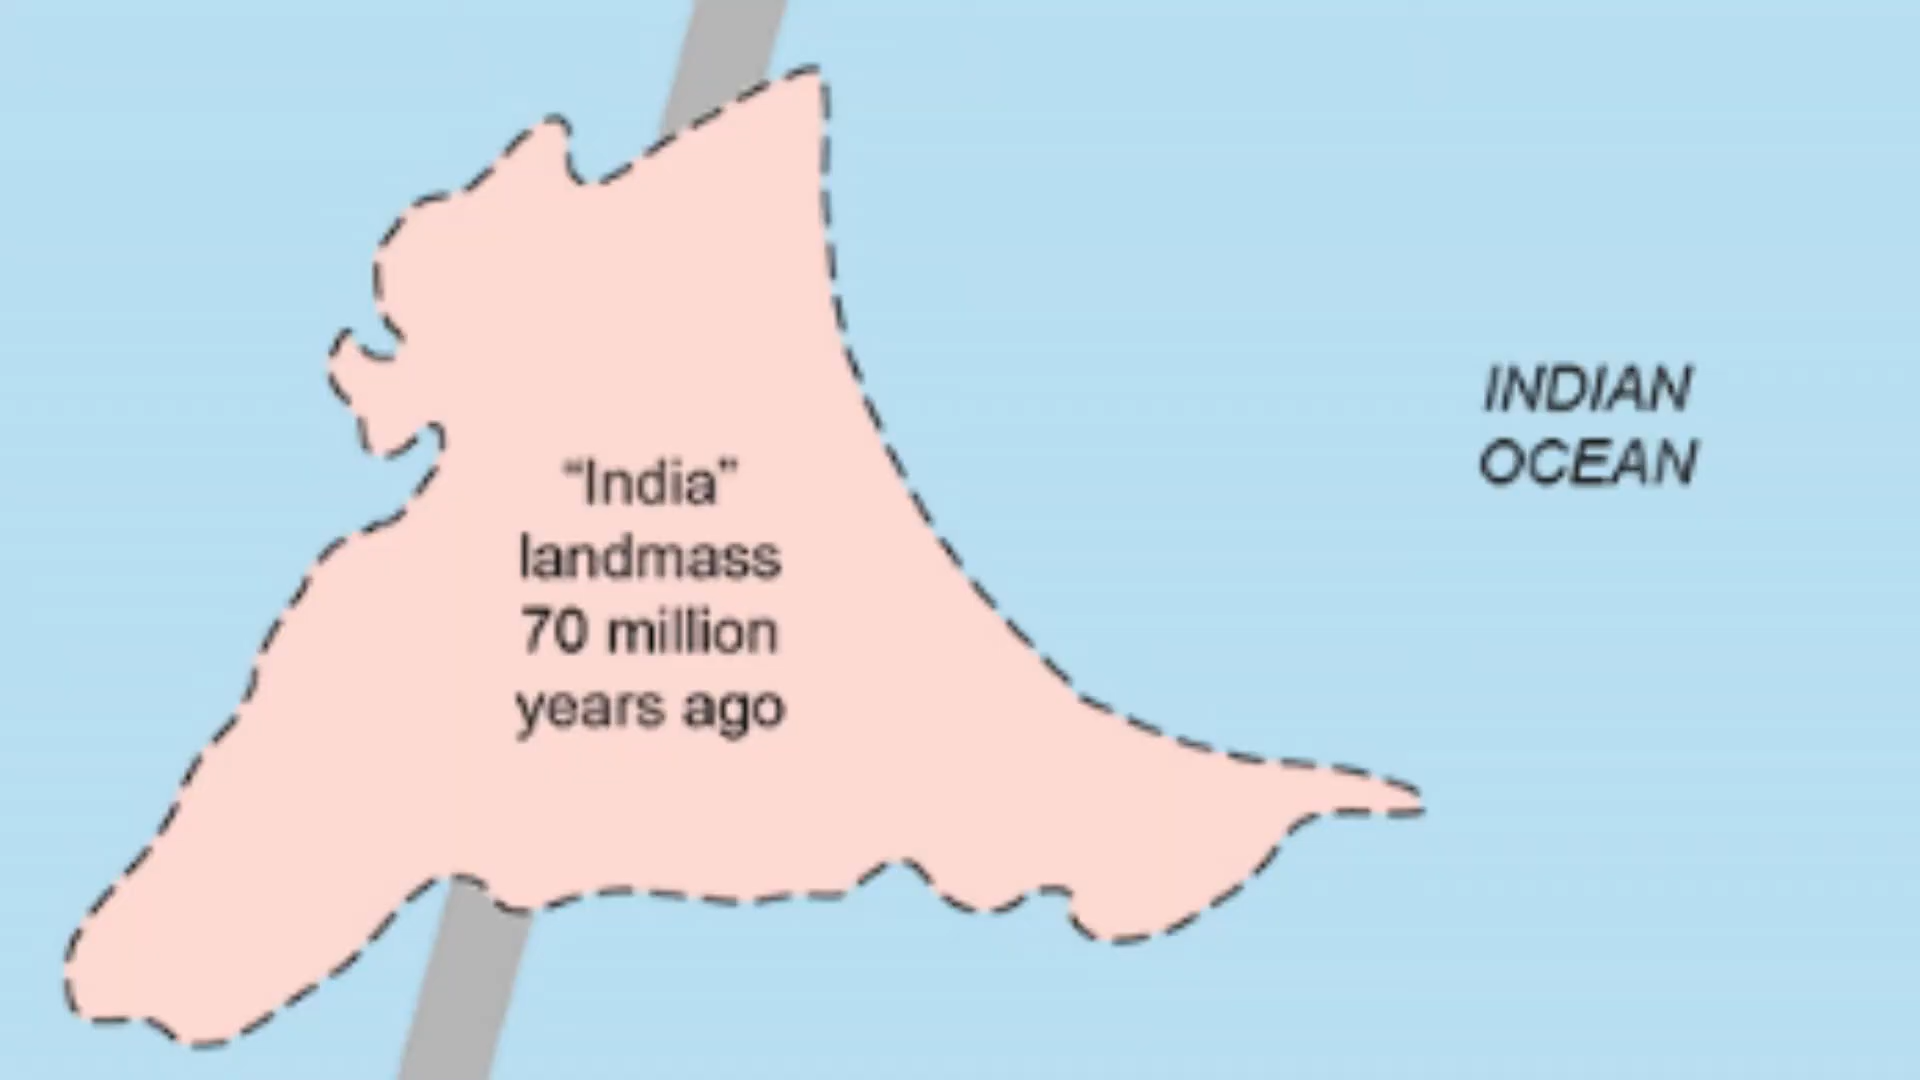 “India”
landmass
70 million
years ago
INDIAN
OCEAN